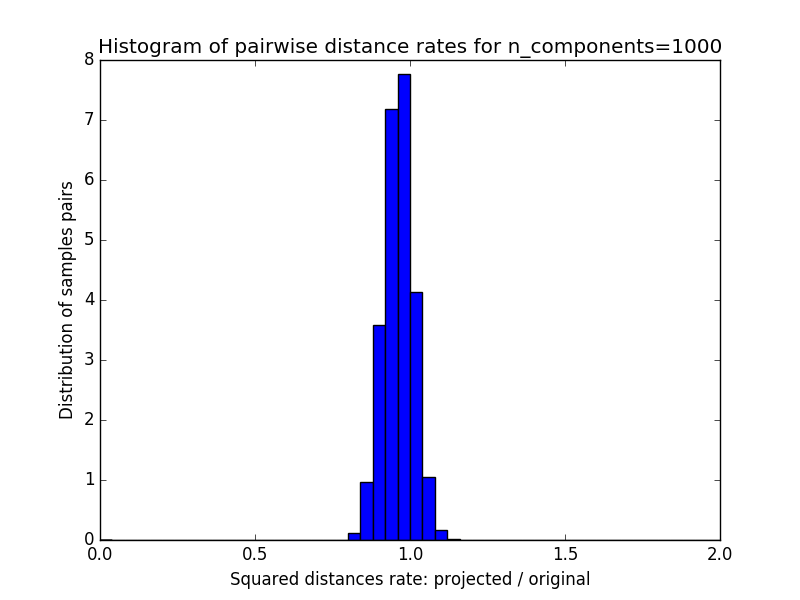 Histogram of pairwise distance rates for n_components=1000
8
7
6
5
4
3
2
1
0
Distribution of samples pairs
0.0 0.5 1.0 1.5 2.0
Squared distances rate: projected / original